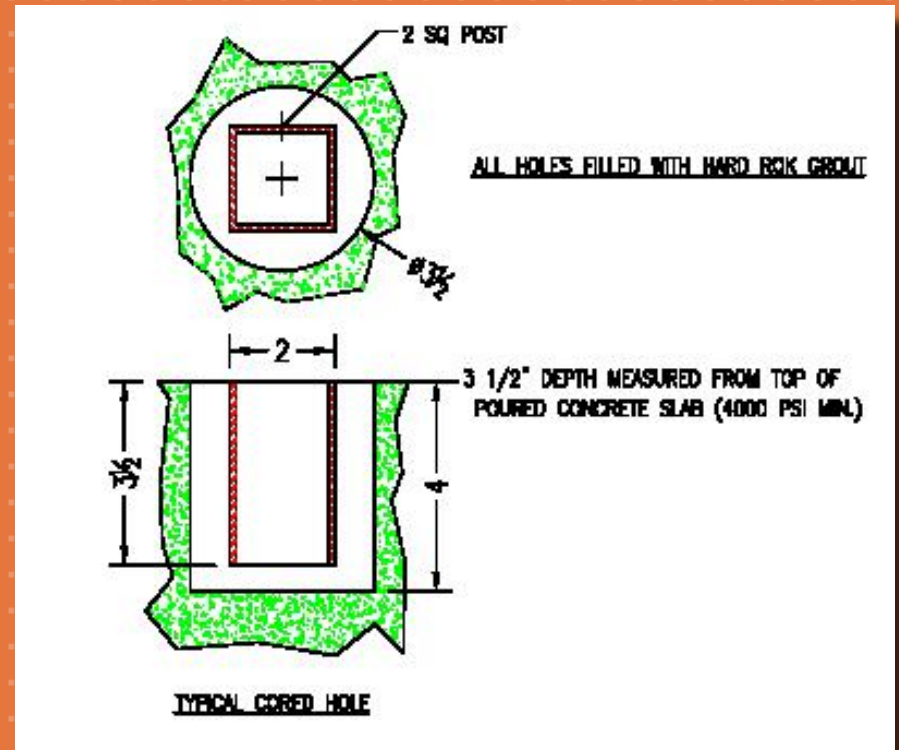 2 SQ POST
ALL HOLES FILLED WITH HARD ROK GROUT
Ø3½
2
3 1/2" DEPTH MEASURED FROM TOP OF
POURED CONCRETE SLAB (4000 PSI MIN.)
3½
4
TYPICAL CORED HOLE